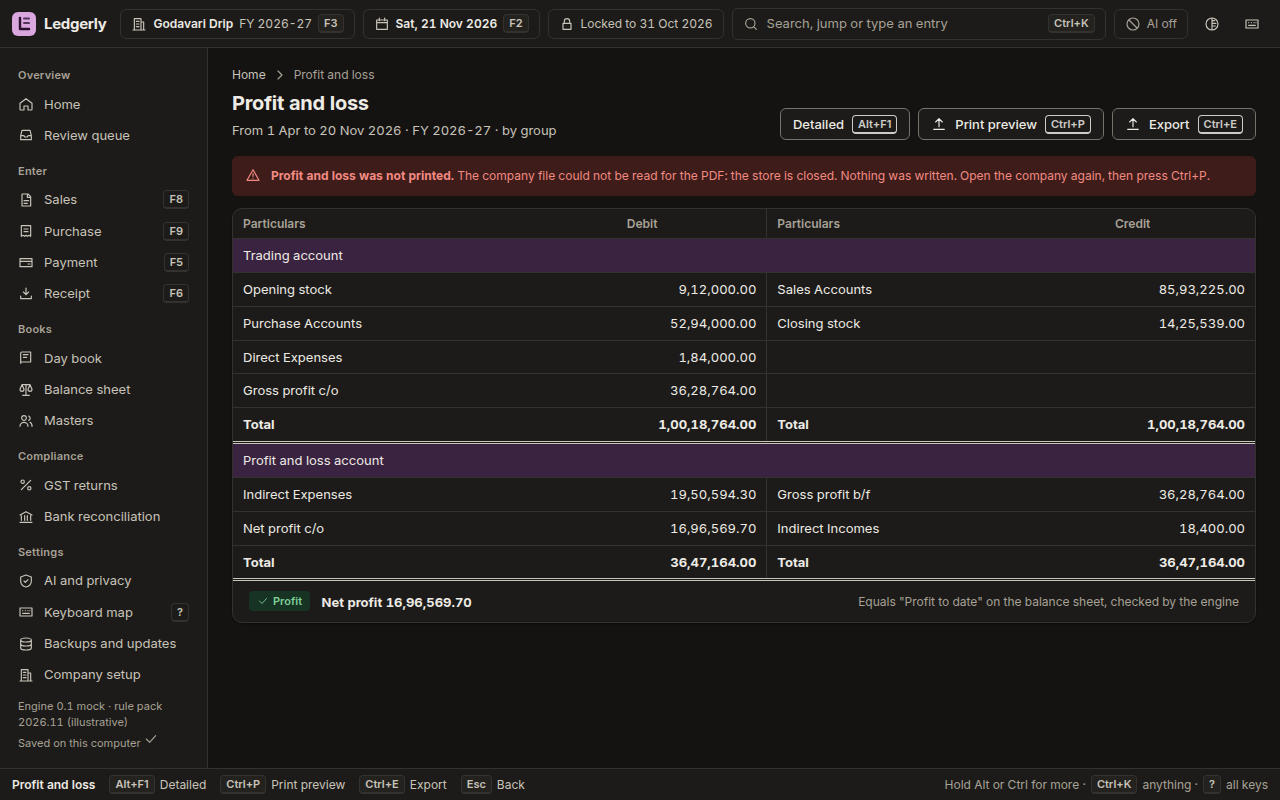 Ledgerly
Godavari Drip FY 2026-27 F3
Sat, 21 Nov 2026 F2
Locked to 31 Oct 2026
Search, jump or type an entry Ctrl+K
AI off
Overview
Home
Review queue
Enter
Sales F8
Purchase F9
Payment F5
Receipt F6
Books
Day book
Balance sheet
Masters
Compliance
GST returns
Bank reconciliation
Settings
AI and privacy
Keyboard map ?
Backups and updates
Company setup
Engine 0.1 mock · rule pack
2026.11 (illustrative)
Saved on this computer
Home Profit and loss
Profit and loss
From 1 Apr to 20 Nov 2026 · FY 2026-27 · by group
Detailed Alt+F1
Print preview Ctrl+P
Export Ctrl+E
Profit and loss was not printed. The company file could not be read for the PDF: the store is closed. Nothing was written. Open the company again, then press Ctrl+P.
Particulars Debit Particulars Credit
Trading account
Opening stock 9,12,000.00 Sales Accounts 85,93,225.00
Purchase Accounts 52,94,000.00 Closing stock 14,25,539.00
Direct Expenses 1,84,000.00
Gross profit c/o 36,28,764.00
Total 1,00,18,764.00 Total 1,00,18,764.00
Profit and loss account
Indirect Expenses 19,50,594.30 Gross profit b/f 36,28,764.00
Net profit c/o 16,96,569.70 Indirect Incomes 18,400.00
Total 36,47,164.00 Total 36,47,164.00
Profit Net profit 16,96,569.70 Equals "Profit to date" on the balance sheet, checked by the engine
Profit and loss Alt+F1 Detailed Ctrl+P Print preview Ctrl+E Export Esc Back
Hold Alt or Ctrl for more · Ctrl+K anything · ? all keys